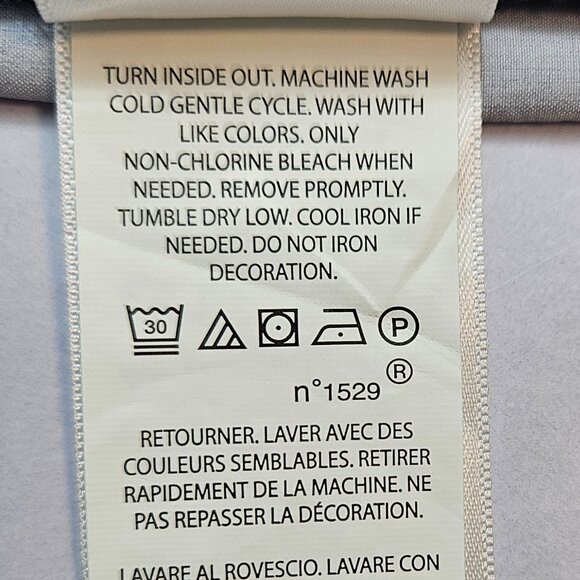 TURN INSIDE OUT. MACHINE WASH
COLD GENTLE CYCLE. WASH WITH
LIKE COLORS. ONLY
NON-CHLORINE BLEACH WHEN
NEEDED. REMOVE PROMPTLY.
TUMBLE DRY LOW. COOL IRON IF
NEEDED. DO NOT IRON
DECORATION.
30 P
n°1529 ®
RETOURNER. LAVER AVEC DES
COULEURS SEMBLABLES. RETIRER
RAPIDEMENT DE LA MACHINE. NE
PAS REPASSER LA DÉCORATION.
LAVARE AL ROVESCIO. LAVARE CON